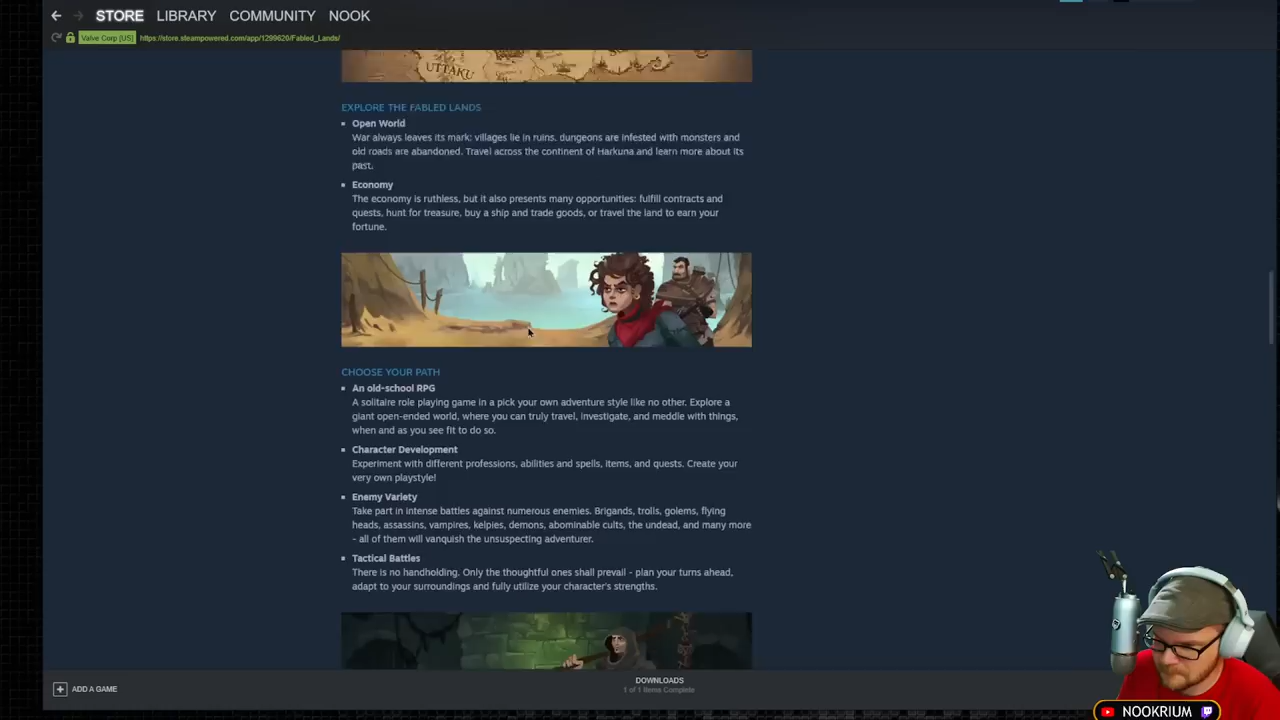 STORE LIBRARY COMMUNITY NOOK
Valve Corp [US] https://store.steampowered.com/app/1299620/Fabled_Lands/
UTTAKU
EXPLORE THE FABLED LANDS
Open World
War always leaves its mark: villages lie in ruins. dungeons are infested with monsters and
old roads are abandoned. Travel across the continent of Harkuna and learn more about its
past.
Economy
The economy is ruthless, but it also presents many opportunities: fulfill contracts and
quests, hunt for treasure, buy a ship and trade goods, or travel the land to earn your
fortune.
CHOOSE YOUR PATH
An old-school RPG
A solitaire role playing game in a pick your own adventure style like no other. Explore a
giant open-ended world, where you can truly travel, investigate, and meddle with things,
when and as you see fit to do so.
Character Development
Experiment with different professions, abilities and spells, items, and quests. Create your
very own playstyle!
Enemy Variety
Take part in intense battles against numerous enemies. Brigands, trolls, golems, flying
heads, assassins, vampires, kelpies, demons, abominable cults, the undead, and many more
- all of them will vanquish the unsuspecting adventurer.
Tactical Battles
There is no handholding. Only the thoughtful ones shall prevail - plan your turns ahead,
adapt to your surroundings and fully utilize your character's strengths.
ADD A GAME
DOWNLOADS
1 of 1 Items Complete
NOOKRIUM